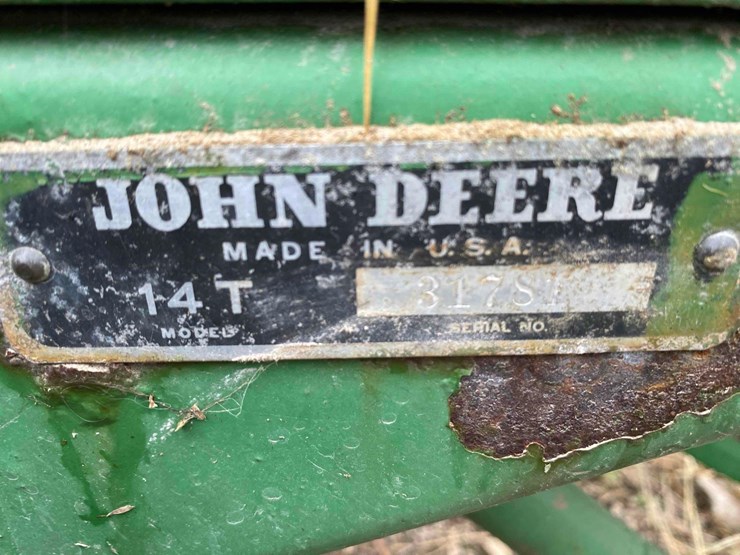 JOHN DEERE
MADE IN U.S.A.
14T
MODEL
SERIAL NO.